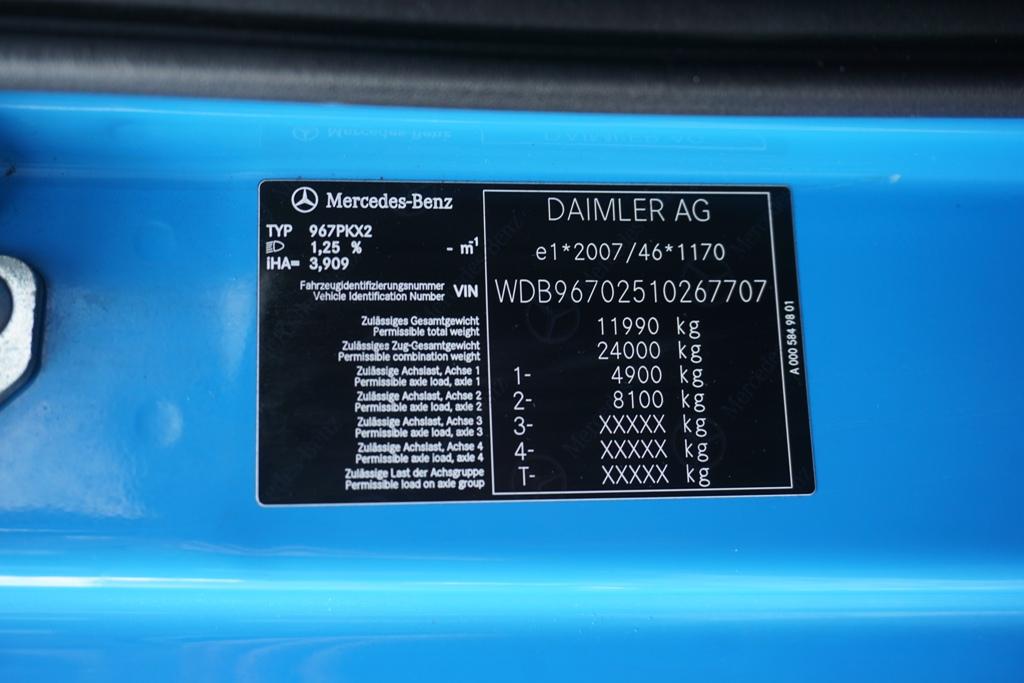 Mercedes-Benz
DAIMLER AG
TYP 967PKX2
1,25 % - m-1
iHA= 3,909
e1*2007/46*1170
Fahrzeugidentifizierungsnummer
Vehicle Identification Number VIN WDB96702510267707
Zulässiges Gesamtgewicht
Permissible total weight 11990 kg
Zulässiges Zug-Gesamtgewicht
Permissible combination weight 24000 kg
Zulässige Achslast, Achse 1
Permissible axle load, axle 1 1- 4900 kg
Zulässige Achslast, Achse 2
Permissible axle load, axle 2 2- 8100 kg
Zulässige Achslast, Achse 3
Permissible axle load, axle 3 3- XXXXX kg
Zulässige Achslast, Achse 4
Permissible axle load, axle 4 4- XXXXX kg
Zulässige Last der Achsgruppe
Permissible load on axle group T- XXXXX kg
A 000 584 98 01